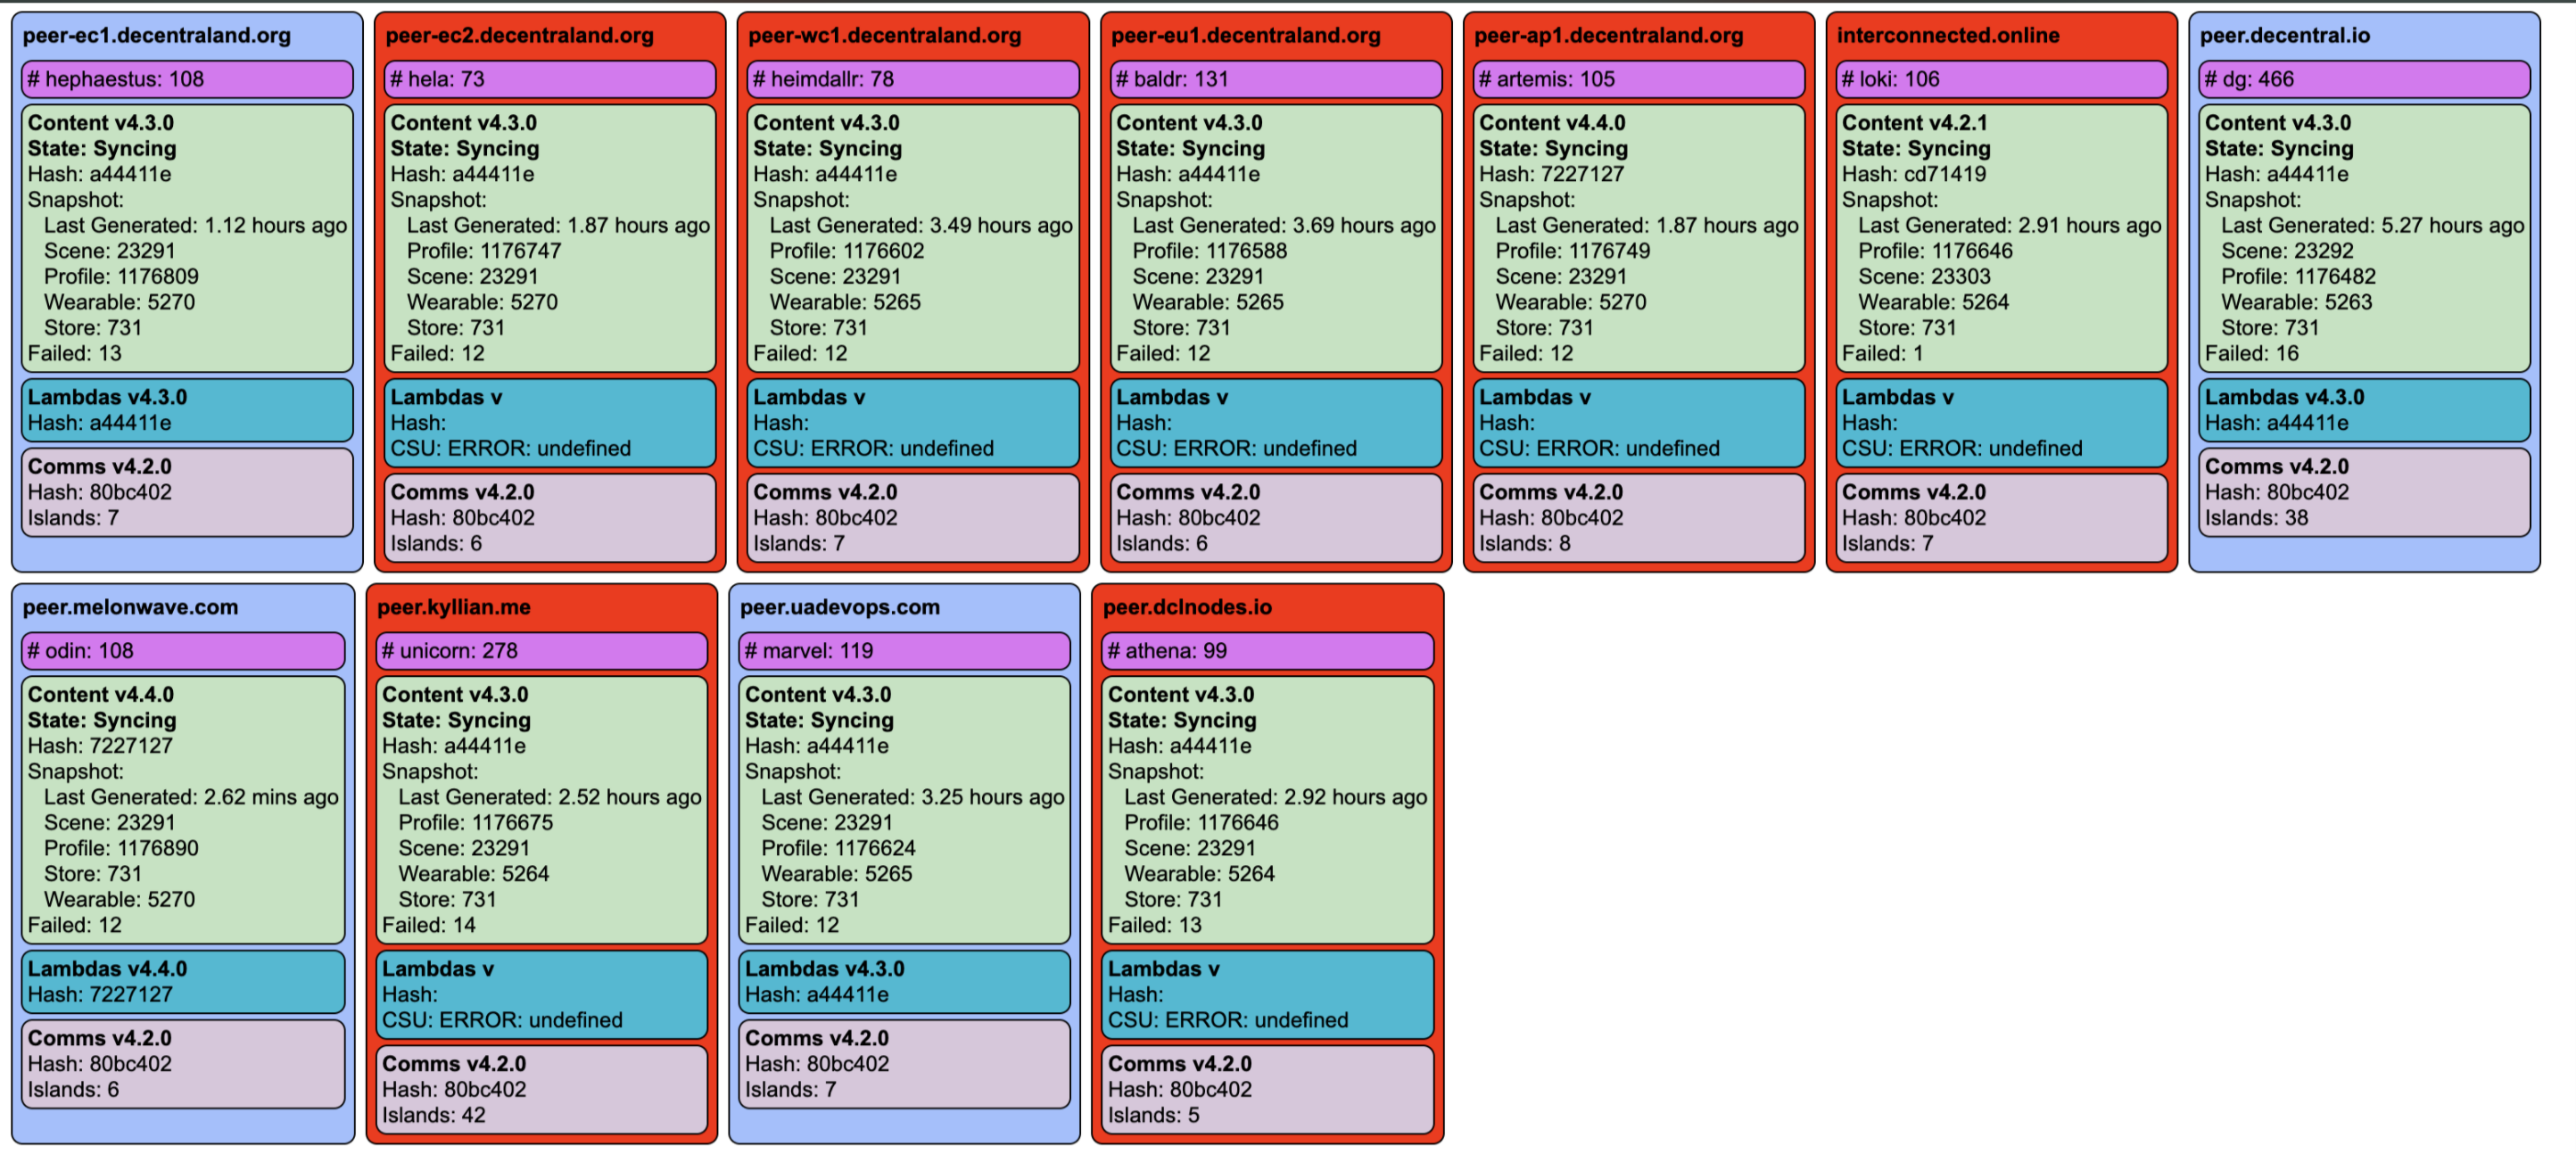 peer-ec1.decentraland.org
# hephaestus: 108
Content v4.3.0
State: Syncing
Hash: a44411e
Snapshot:
Last Generated: 1.12 hours ago
Scene: 23291
Profile: 1176809
Wearable: 5270
Store: 731
Failed: 13
Lambdas v4.3.0
Hash: a44411e
Comms v4.2.0
Hash: 80bc402
Islands: 7
peer-ec2.decentraland.org
# hela: 73
Content v4.3.0
State: Syncing
Hash: a44411e
Snapshot:
Last Generated: 1.87 hours ago
Profile: 1176747
Scene: 23291
Wearable: 5270
Store: 731
Failed: 12
Lambdas v
Hash:
CSU: ERROR: undefined
Comms v4.2.0
Hash: 80bc402
Islands: 6
peer-wc1.decentraland.org
# heimdallr: 78
Content v4.3.0
State: Syncing
Hash: a44411e
Snapshot:
Last Generated: 3.49 hours ago
Profile: 1176602
Scene: 23291
Wearable: 5265
Store: 731
Failed: 12
Lambdas v
Hash:
CSU: ERROR: undefined
Comms v4.2.0
Hash: 80bc402
Islands: 7
peer-eu1.decentraland.org
# baldr: 131
Content v4.3.0
State: Syncing
Hash: a44411e
Snapshot:
Last Generated: 3.69 hours ago
Profile: 1176588
Scene: 23291
Wearable: 5265
Store: 731
Failed: 12
Lambdas v
Hash:
CSU: ERROR: undefined
Comms v4.2.0
Hash: 80bc402
Islands: 6
peer-ap1.decentraland.org
# artemis: 105
Content v4.4.0
State: Syncing
Hash: 7227127
Snapshot:
Last Generated: 1.87 hours ago
Profile: 1176749
Scene: 23291
Wearable: 5270
Store: 731
Failed: 12
Lambdas v
Hash:
CSU: ERROR: undefined
Comms v4.2.0
Hash: 80bc402
Islands: 8
interconnected.online
# loki: 106
Content v4.2.1
State: Syncing
Hash: cd71419
Snapshot:
Last Generated: 2.91 hours ago
Profile: 1176646
Scene: 23303
Wearable: 5264
Store: 731
Failed: 1
Lambdas v
Hash:
CSU: ERROR: undefined
Comms v4.2.0
Hash: 80bc402
Islands: 7
peer.decentral.io
# dg: 466
Content v4.3.0
State: Syncing
Hash: a44411e
Snapshot:
Last Generated: 5.27 hours ago
Scene: 23292
Profile: 1176482
Wearable: 5263
Store: 731
Failed: 16
Lambdas v4.3.0
Hash: a44411e
Comms v4.2.0
Hash: 80bc402
Islands: 38
peer.melonwave.com
# odin: 108
Content v4.4.0
State: Syncing
Hash: 7227127
Snapshot:
Last Generated: 2.62 mins ago
Scene: 23291
Profile: 1176890
Store: 731
Wearable: 5270
Failed: 12
Lambdas v4.4.0
Hash: 7227127
Comms v4.2.0
Hash: 80bc402
Islands: 6
peer.kyllian.me
# unicorn: 278
Content v4.3.0
State: Syncing
Hash: a44411e
Snapshot:
Last Generated: 2.52 hours ago
Profile: 1176675
Scene: 23291
Wearable: 5264
Store: 731
Failed: 14
Lambdas v
Hash:
CSU: ERROR: undefined
Comms v4.2.0
Hash: 80bc402
Islands: 42
peer.uadevops.com
# marvel: 119
Content v4.3.0
State: Syncing
Hash: a44411e
Snapshot:
Last Generated: 3.25 hours ago
Scene: 23291
Profile: 1176624
Wearable: 5265
Store: 731
Failed: 12
Lambdas v4.3.0
Hash: a44411e
Comms v4.2.0
Hash: 80bc402
Islands: 7
peer.dclnodes.io
# athena: 99
Content v4.3.0
State: Syncing
Hash: a44411e
Snapshot:
Last Generated: 2.92 hours ago
Profile: 1176646
Scene: 23291
Wearable: 5264
Store: 731
Failed: 13
Lambdas v
Hash:
CSU: ERROR: undefined
Comms v4.2.0
Hash: 80bc402
Islands: 5